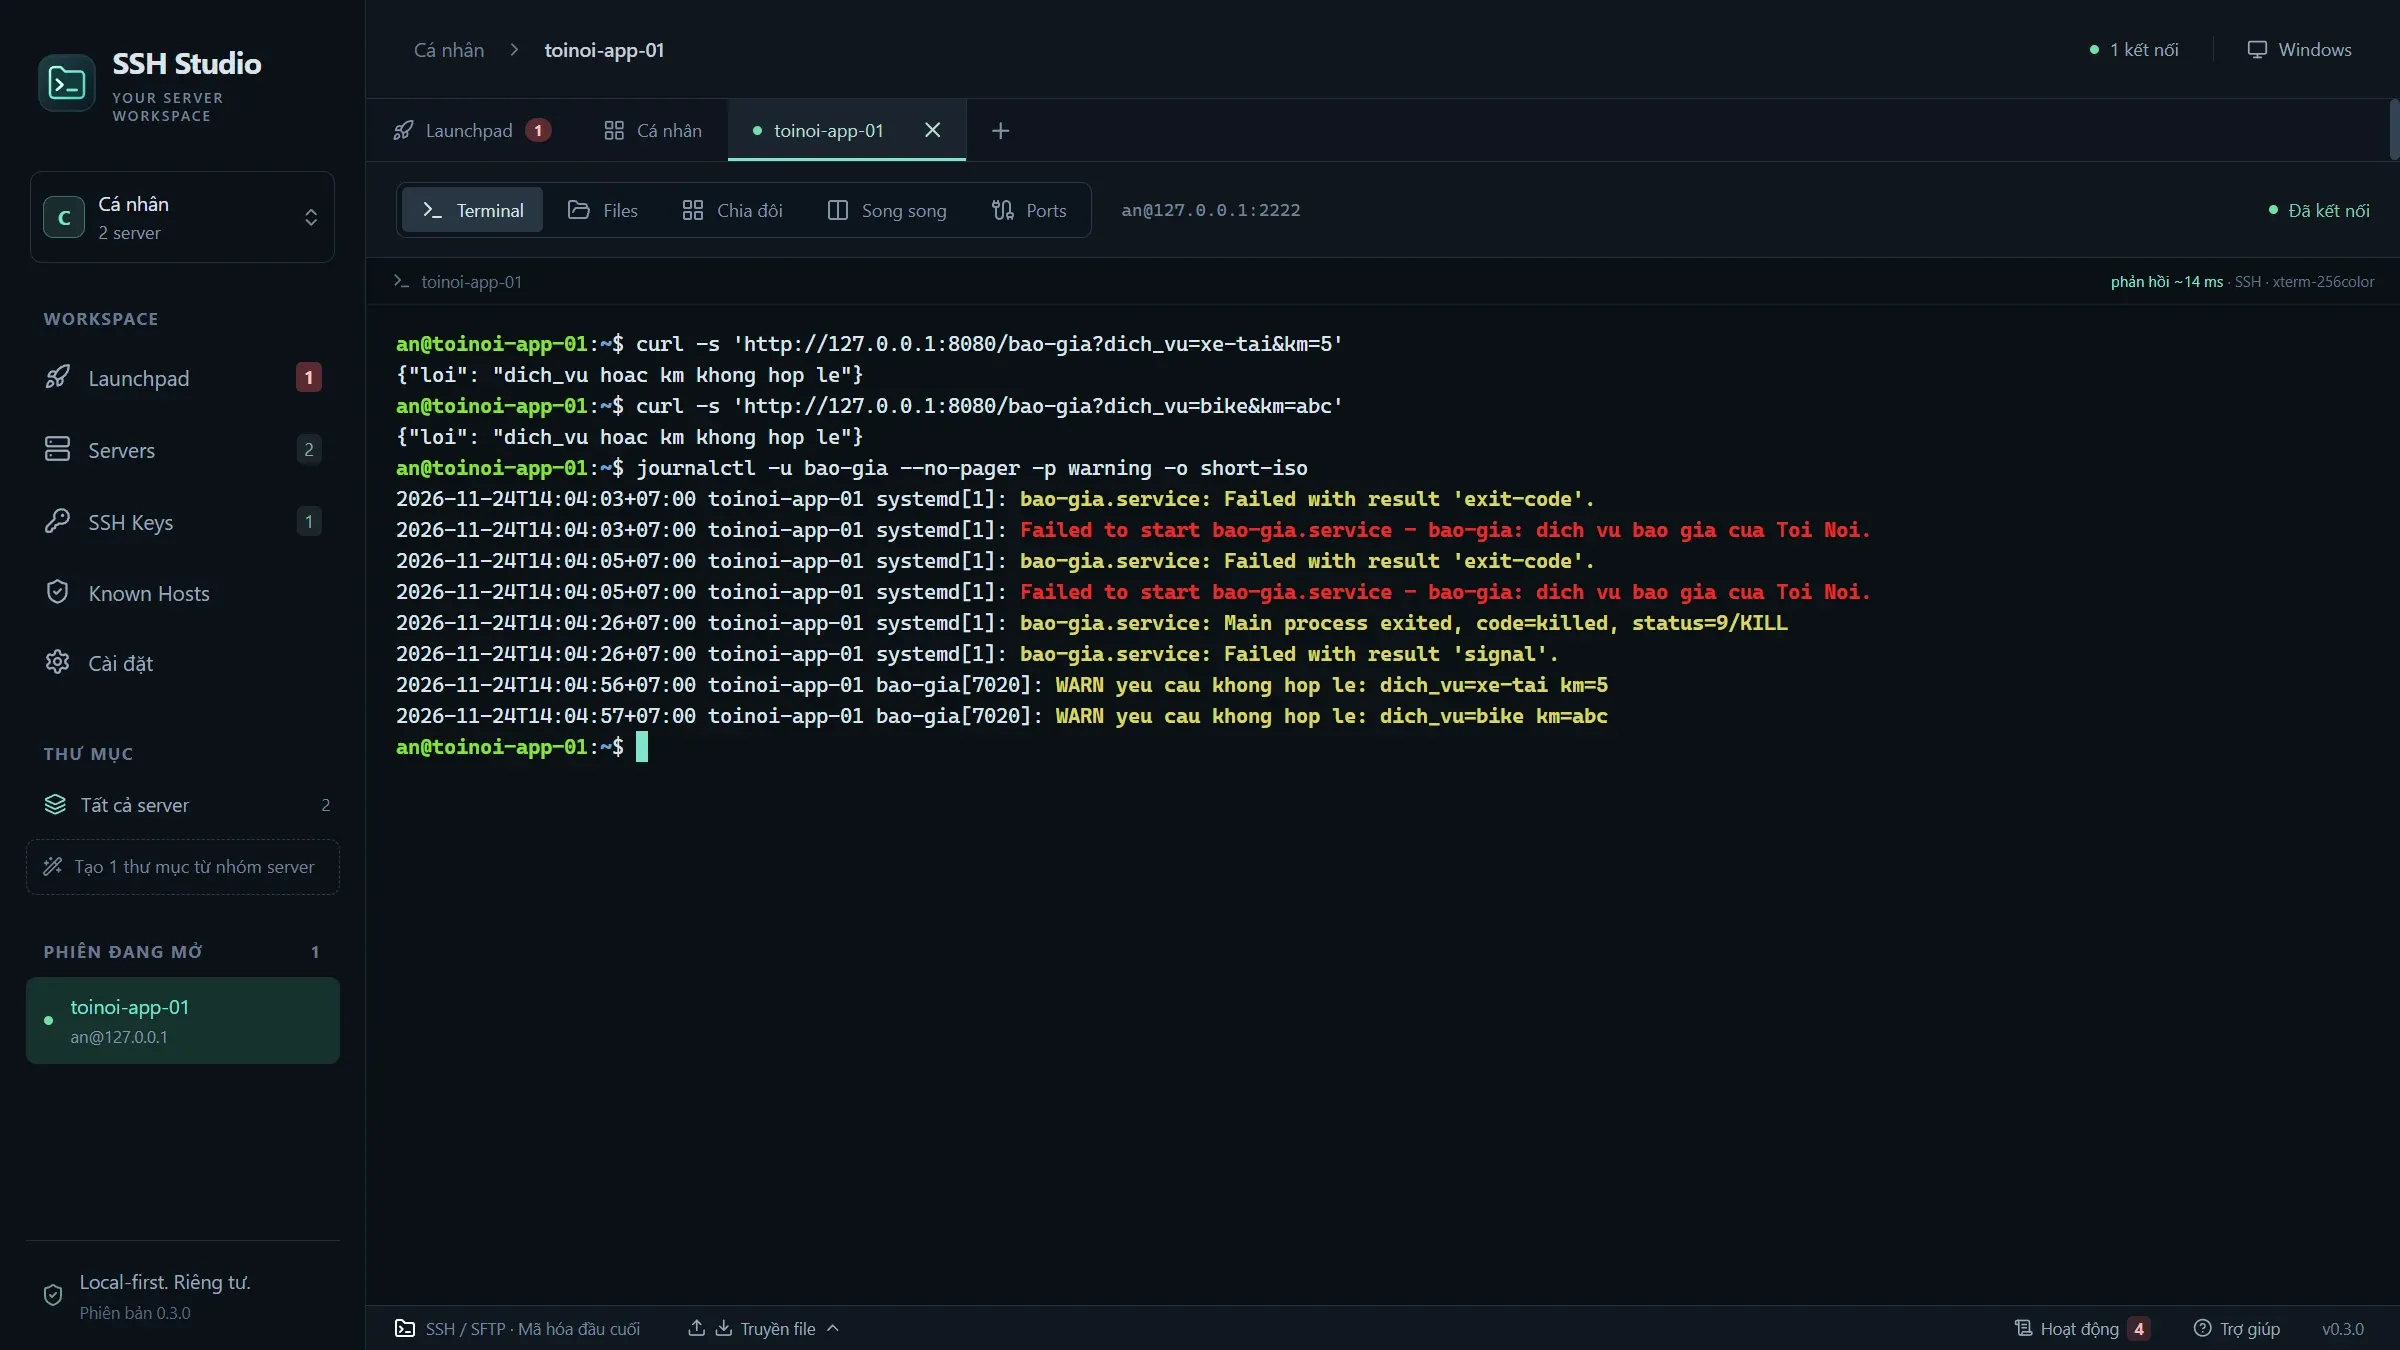 SSH Studio
YOUR SERVER
WORKSPACE
C
Cá nhân
2 server
WORKSPACE
Launchpad 1
Servers 2
SSH Keys 1
Known Hosts
Cài đặt
THƯ MỤC
Tất cả server 2
Tạo 1 thư mục từ nhóm server
PHIÊN ĐANG MỞ 1
toinoi-app-01
an@127.0.0.1
Local-first. Riêng tư.
Phiên bản 0.3.0
Cá nhân > toinoi-app-01
1 kết nối
Windows
Launchpad 1
Cá nhân
toinoi-app-01
Terminal
Files
Chia đôi
Song song
Ports
an@127.0.0.1:2222
Đã kết nối
toinoi-app-01
phản hồi ~14 ms · SSH · xterm-256color
an@toinoi-app-01:~$ curl -s 'http://127.0.0.1:8080/bao-gia?dich_vu=xe-tai&km=5'
{"loi": "dich_vu hoac km khong hop le"}
an@toinoi-app-01:~$ curl -s 'http://127.0.0.1:8080/bao-gia?dich_vu=bike&km=abc'
{"loi": "dich_vu hoac km khong hop le"}
an@toinoi-app-01:~$ journalctl -u bao-gia --no-pager -p warning -o short-iso
2026-11-24T14:04:03+07:00 toinoi-app-01 systemd[1]: bao-gia.service: Failed with result 'exit-code'.
2026-11-24T14:04:03+07:00 toinoi-app-01 systemd[1]: Failed to start bao-gia.service - bao-gia: dich vu bao gia cua Toi Noi.
2026-11-24T14:04:05+07:00 toinoi-app-01 systemd[1]: bao-gia.service: Failed with result 'exit-code'.
2026-11-24T14:04:05+07:00 toinoi-app-01 systemd[1]: Failed to start bao-gia.service - bao-gia: dich vu bao gia cua Toi Noi.
2026-11-24T14:04:26+07:00 toinoi-app-01 systemd[1]: bao-gia.service: Main process exited, code=killed, status=9/KILL
2026-11-24T14:04:26+07:00 toinoi-app-01 systemd[1]: bao-gia.service: Failed with result 'signal'.
2026-11-24T14:04:56+07:00 toinoi-app-01 bao-gia[7020]: WARN yeu cau khong hop le: dich_vu=xe-tai km=5
2026-11-24T14:04:57+07:00 toinoi-app-01 bao-gia[7020]: WARN yeu cau khong hop le: dich_vu=bike km=abc
an@toinoi-app-01:~$
SSH / SFTP · Mã hóa đầu cuối
Truyền file
Hoạt động 4
Trợ giúp
v0.3.0